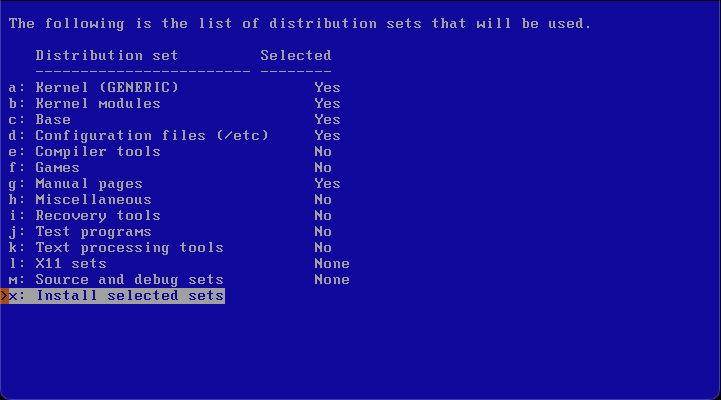 The following is the list of distribution sets that will be used.
Distribution set Selected
------------------------ --------
a: Kernel (GENERIC) Yes
b: Kernel modules Yes
c: Base Yes
d: Configuration files (/etc) Yes
e: Compiler tools No
f: Games No
g: Manual pages Yes
h: Miscellaneous No
i: Recovery tools No
j: Test programs No
k: Text processing tools No
l: X11 sets None
m: Source and debug sets None
>x: Install selected sets